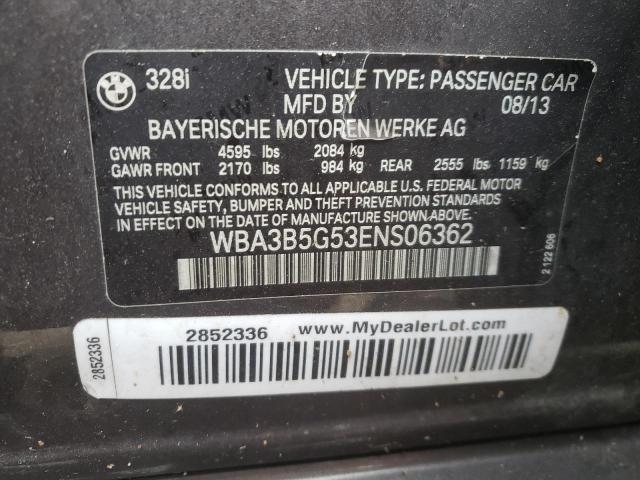 BMW
328i VEHICLE TYPE: PASSENGER CAR
MFD BY 08/13
BAYERISCHE MOTOREN WERKE AG
GVWR 4595 lbs 2084 kg
GAWR FRONT 2170 lbs 984 kg REAR 2555 lbs 1159 kg
THIS VEHICLE CONFORMS TO ALL APPLICABLE U.S. FEDERAL MOTOR
VEHICLE SAFETY, BUMPER AND THEFT PREVENTION STANDARDS
IN EFFECT ON THE DATE OF MANUFACTURE SHOWN ABOVE.
WBA3B5G53ENS06362
2 122 606
2852336 www.MyDealerLot.com
2852336